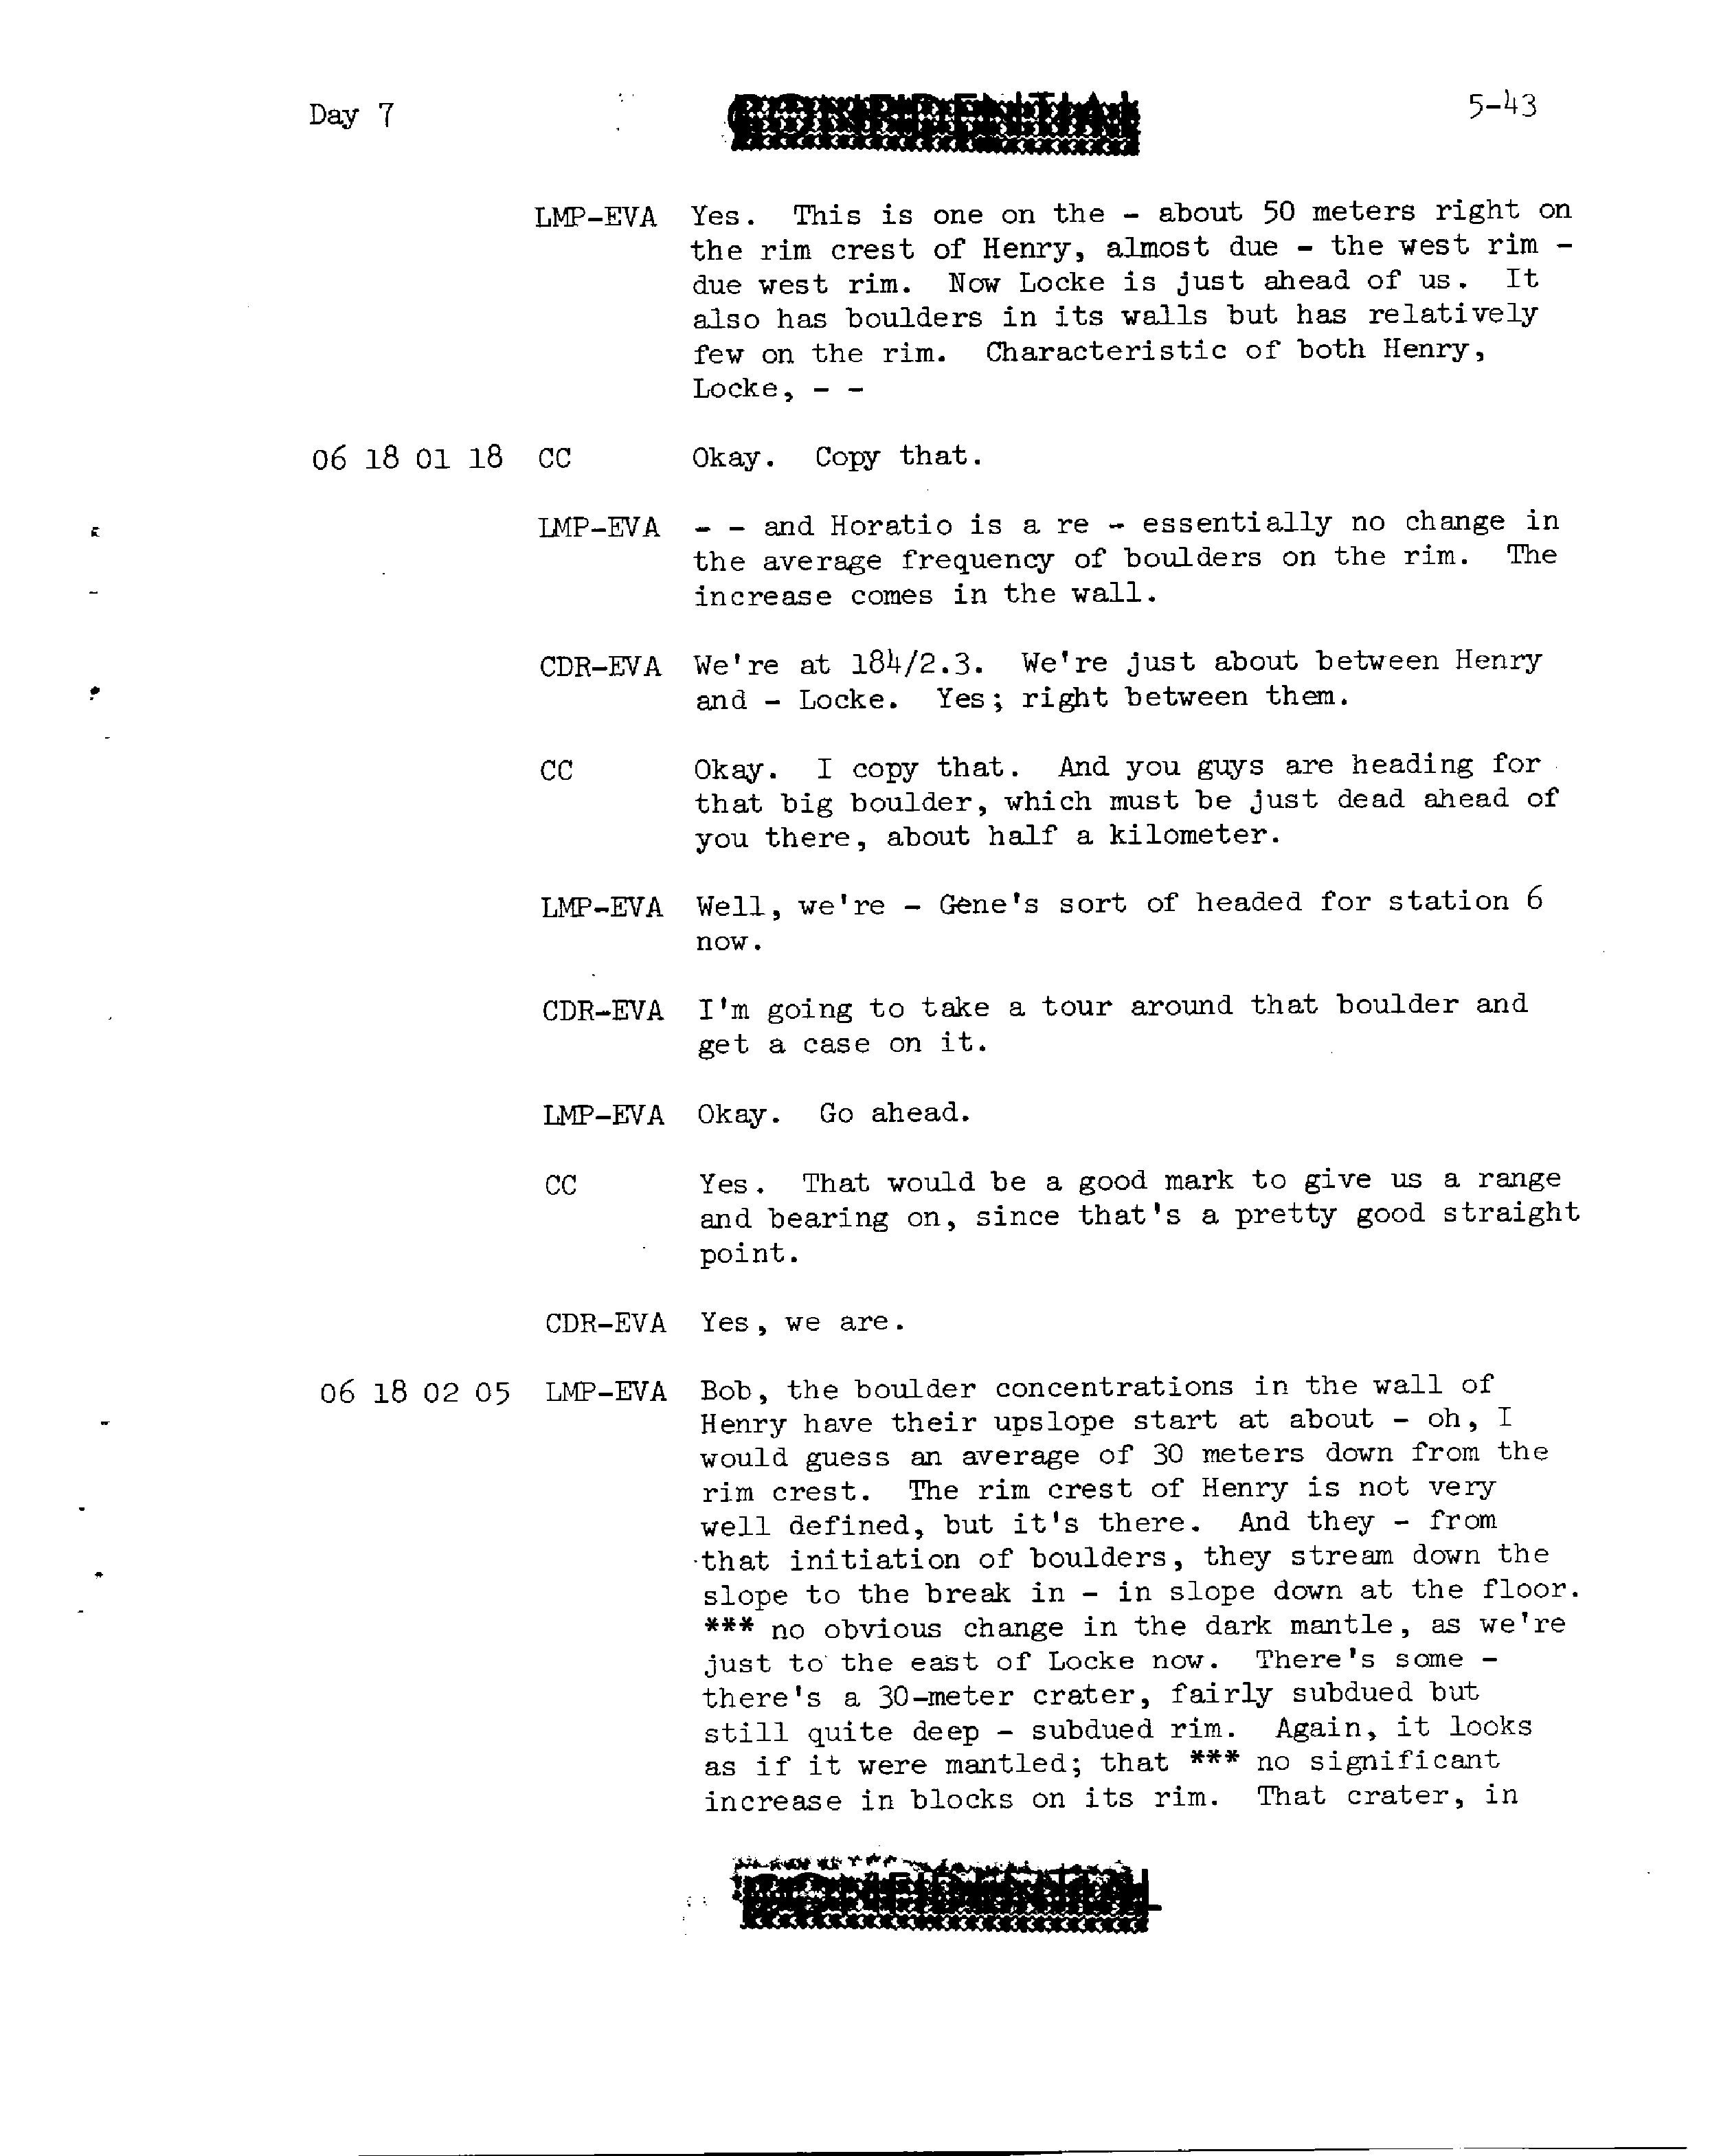 Day 7
CONFIDENTIAL
5-43
LMP-EVA Yes. This is one on the - about 50 meters right on
the rim crest of Henry, almost due - the west rim -
due west rim. Now Locke is just ahead of us. It
also has boulders in its walls but has relatively
few on the rim. Characteristic of both Henry,
Locke, - -
06 18 01 18 CC Okay. Copy that.
LMP-EVA - - and Horatio is a re - essentially no change in
the average frequency of boulders on the rim. The
increase comes in the wall.
CDR-EVA We're at 184/2.3. We're just about between Henry
and - Locke. Yes; right between them.
CC Okay. I copy that. And you guys are heading for
that big boulder, which must be just dead ahead of
you there, about half a kilometer.
LMP-EVA Well, we're - Gene's sort of headed for station 6
now.
CDR-EVA I'm going to take a tour around that boulder and
get a case on it.
LMP-EVA Okay. Go ahead.
CC Yes. That would be a good mark to give us a range
and bearing on, since that's a pretty good straight
point.
CDR-EVA Yes, we are.
06 18 02 05 LMP-EVA Bob, the boulder concentrations in the wall of
Henry have their upslope start at about - oh, I
would guess an average of 30 meters down from the
rim crest. The rim crest of Henry is not very
well defined, but it's there. And they - from
that initiation of boulders, they stream down the
slope to the break in - in slope down at the floor.
*** no obvious change in the dark mantle, as we're
just to the east of Locke now. There's some -
there's a 30-meter crater, fairly subdued but
still quite deep - subdued rim. Again, it looks
as if it were mantled; that *** no significant
increase in blocks on its rim. That crater, in
CONFIDENTIAL